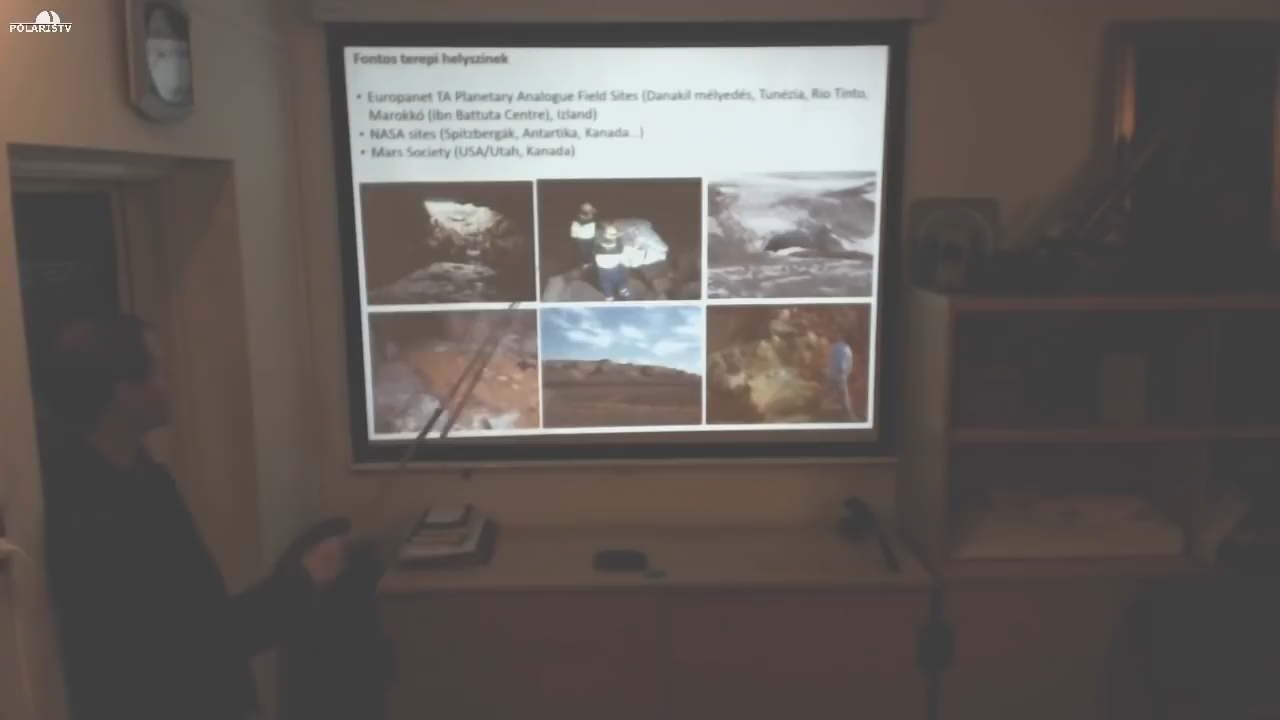 POLARISTV
Fontos terepi helyszínek
• Europanet TA Planetary Analogue Field Sites (Danakil mélyedés, Tunézia, Rio Tinto,
Marokkó (Ibn Battuta Centre), Izland)
• NASA sites (Spitzbergák, Antartika, Kanada...)
• Mars Society (USA/Utah, Kanada)